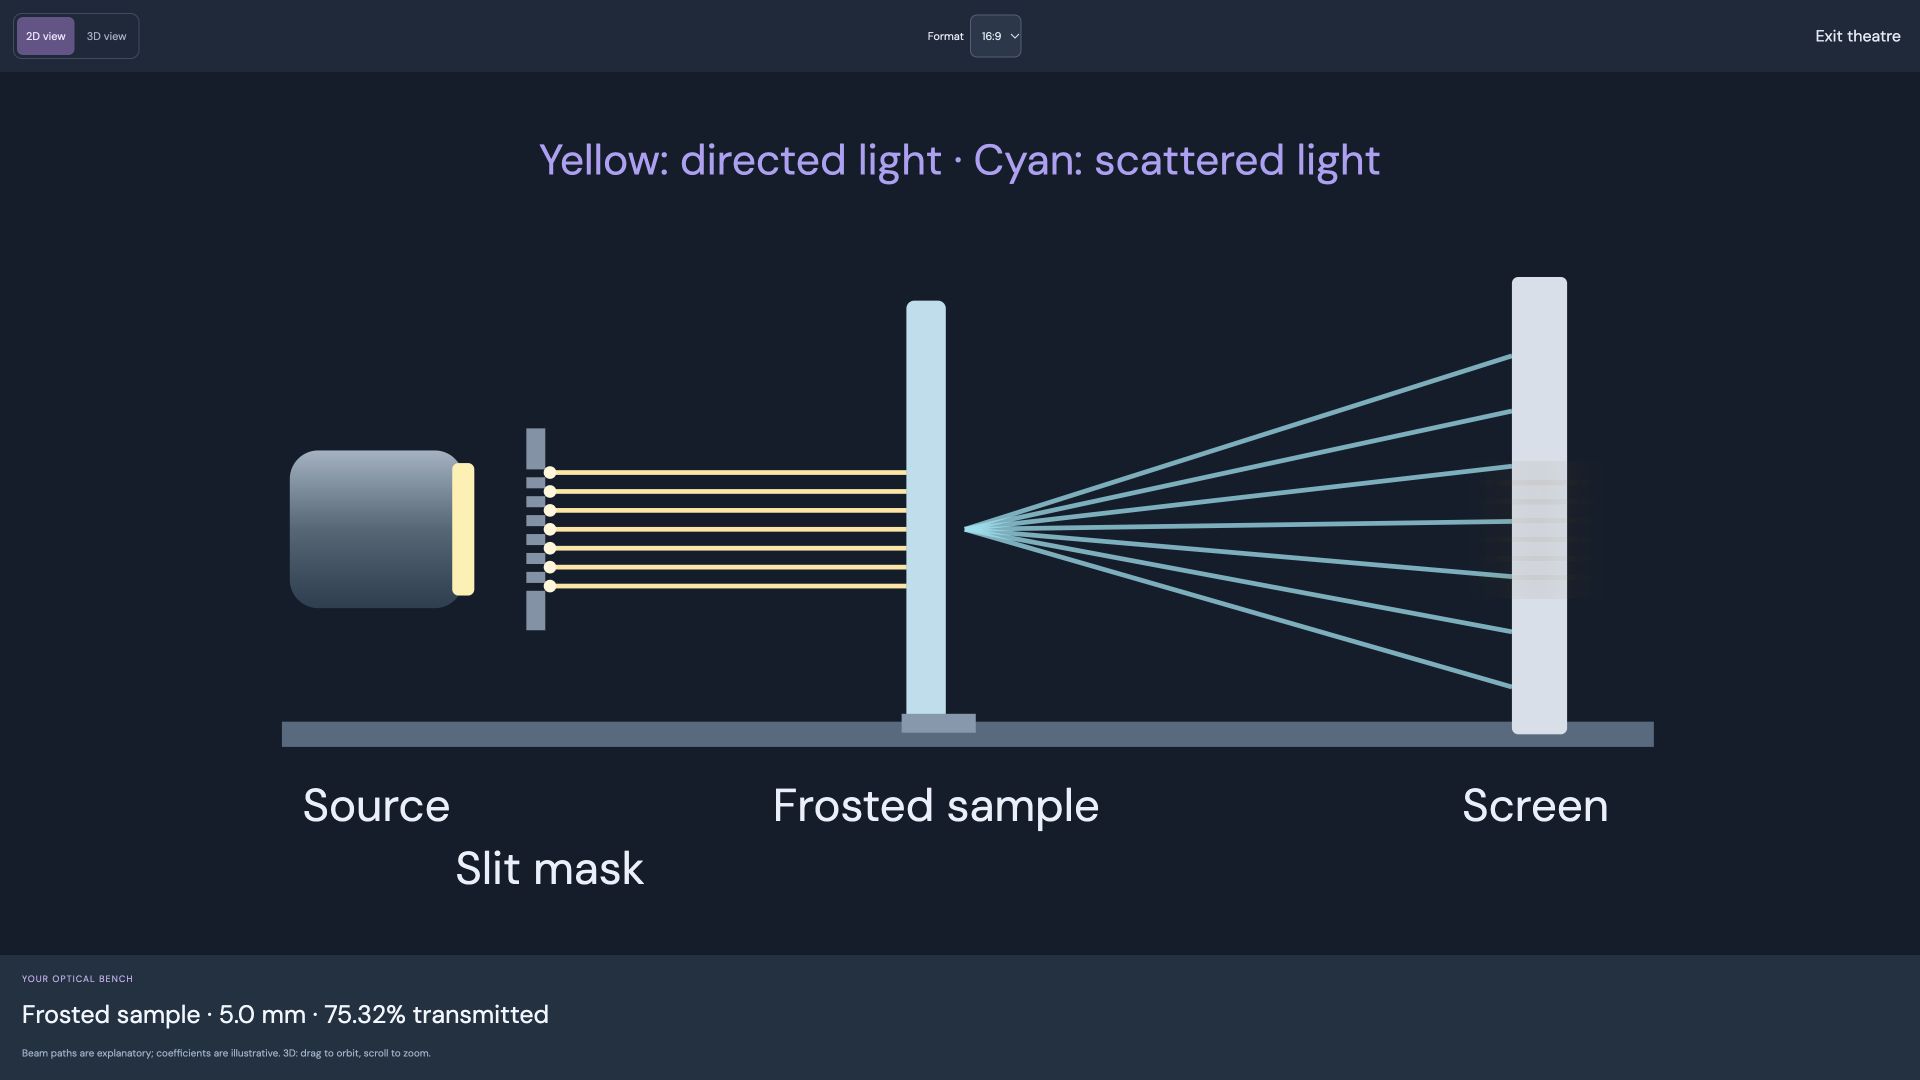 2D view 3D view Format 16:9 Exit theatre
Yellow: directed light · Cyan: scattered light
Source Frosted sample Screen
Slit mask
YOUR OPTICAL BENCH
Frosted sample · 5.0 mm · 75.32% transmitted
Beam paths are explanatory; coefficients are illustrative. 3D: drag to orbit, scroll to zoom.